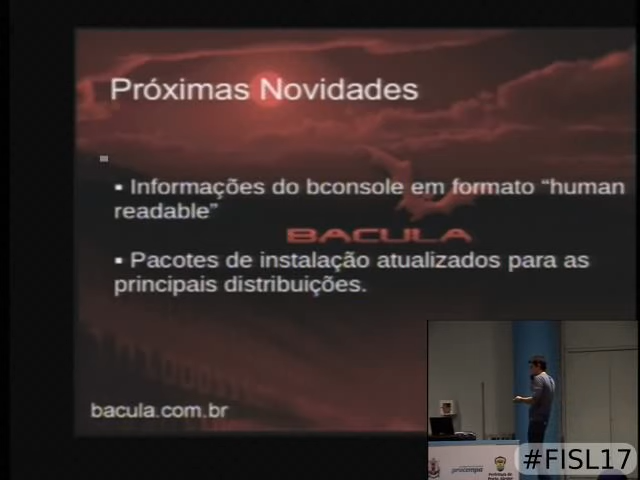 Próximas Novidades
▪ Informações do bconsole em formato “human
readable”
BACULA
▪ Pacotes de instalação atualizados para as
principais distribuições.
bacula.com.br
procempa
#FISL17